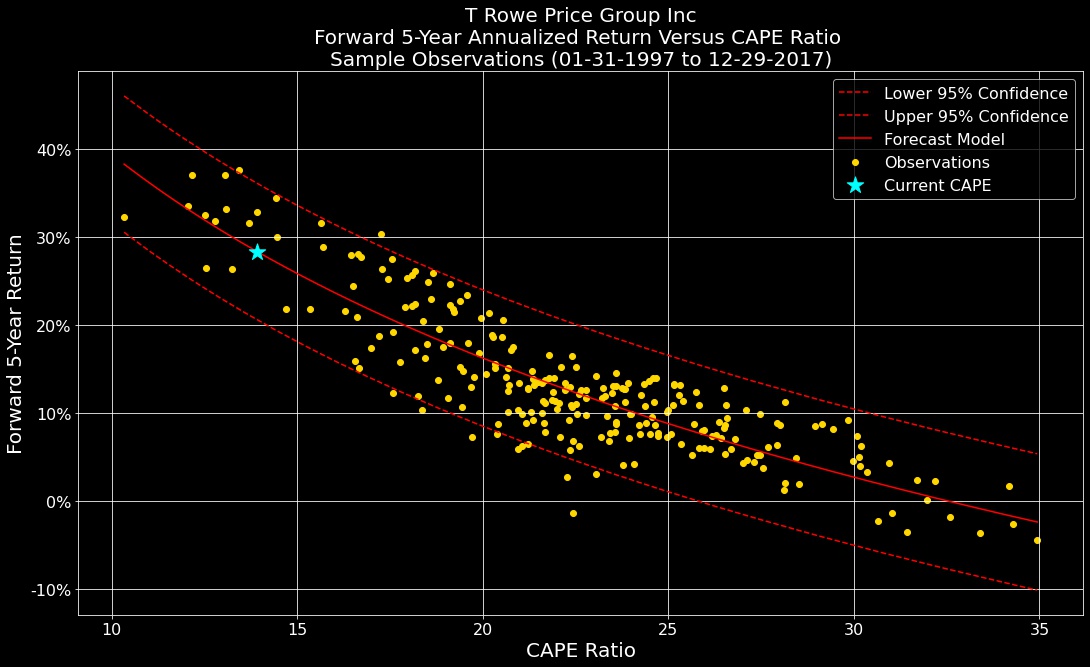 T Rowe Price Group Inc
Forward 5-Year Annualized Return Versus CAPE Ratio
Sample Observations (01-31-1997 to 12-29-2017)
Lower 95% Confidence
Upper 95% Confidence
Forecast Model
Observations
Current CAPE
Forward 5-Year Return
40%
30%
20%
10%
0%
-10%
10 15 20 25 30 35
CAPE Ratio